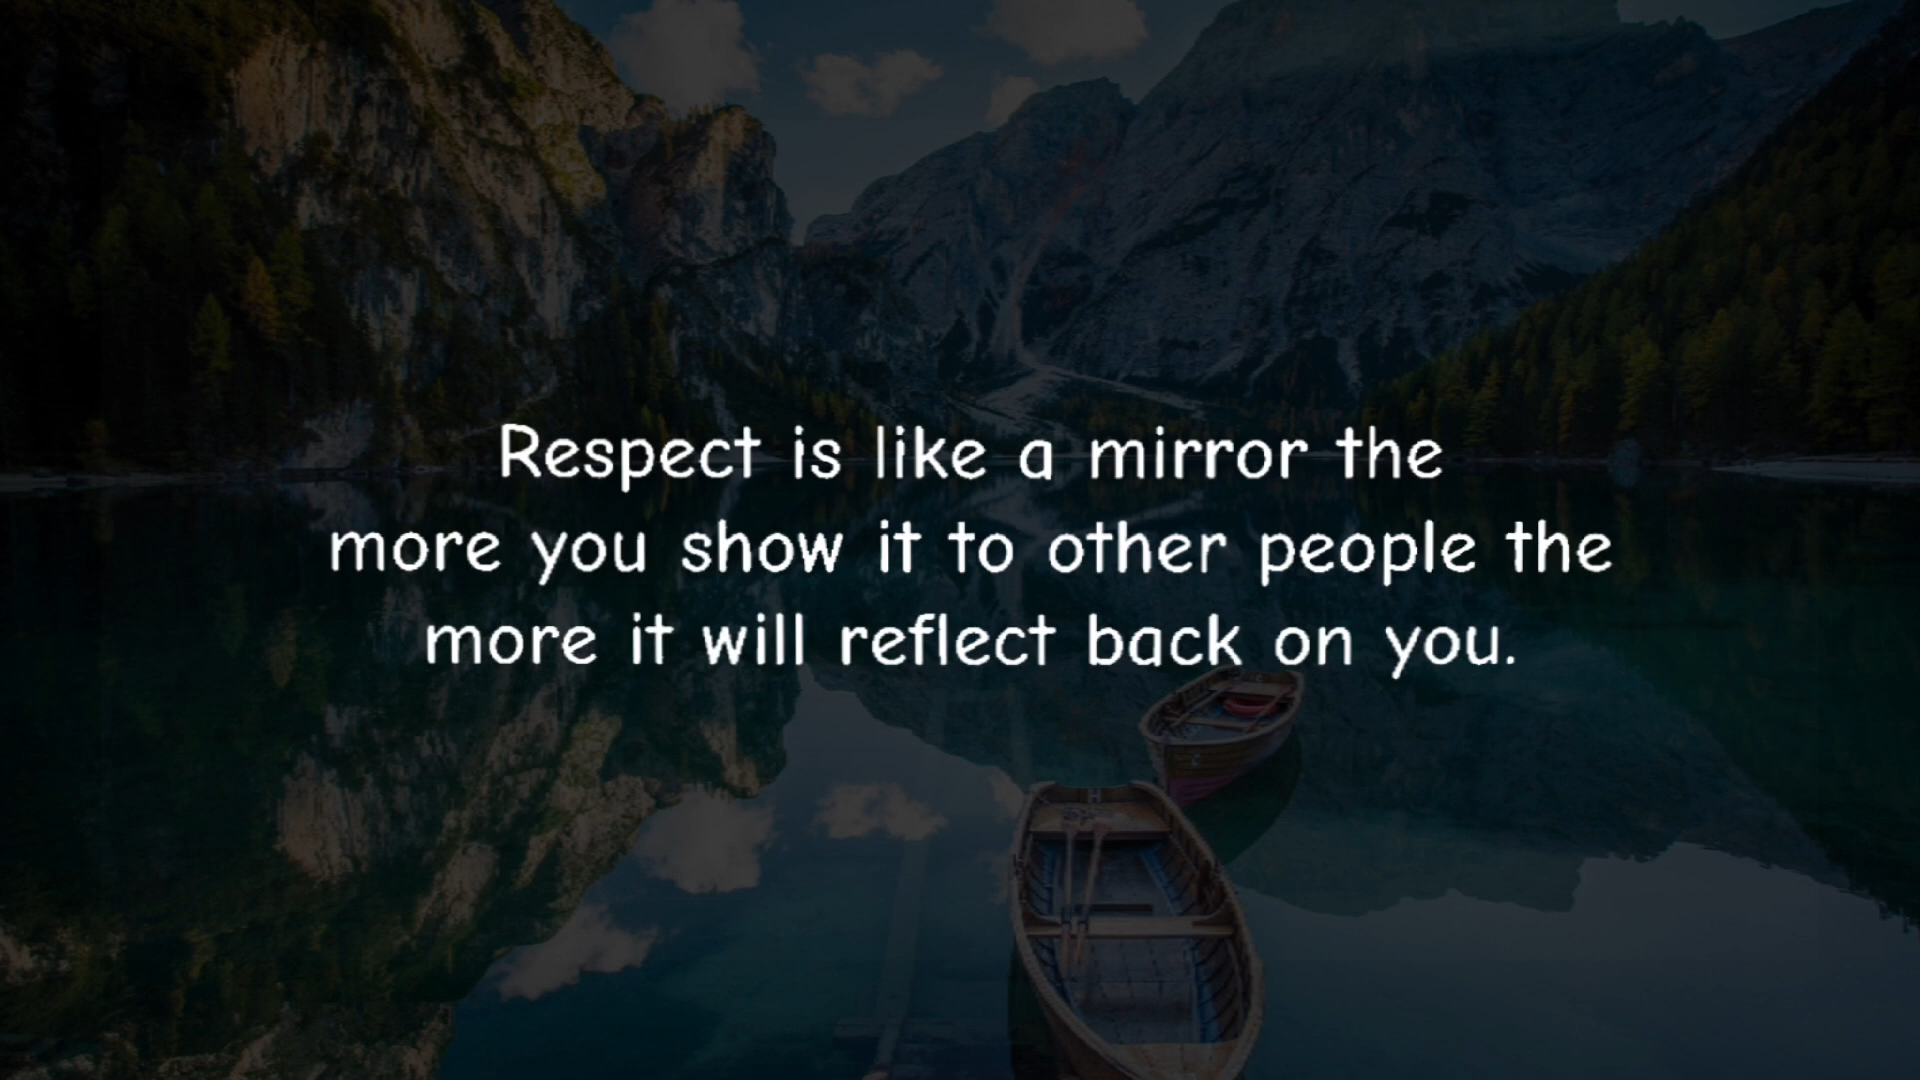 Respect is like a mirror the
more you show it to other people the
more it will reflect back on you.